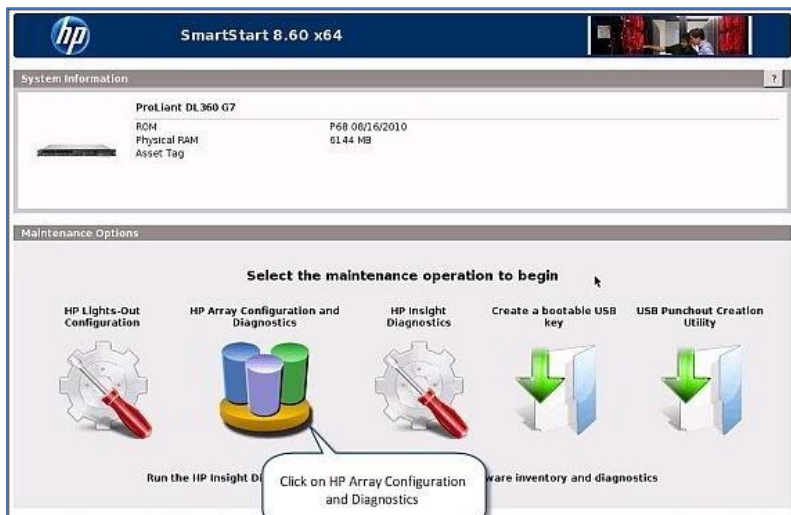 hp
SmartStart 8.60 x64
System Information
?
ProLiant DL360 G7
ROM P68 08/16/2010
Physical RAM 6144 MB
Asset Tag
Maintenance Options
Select the maintenance operation to begin
HP Lights-Out
Configuration
HP Array Configuration and
Diagnostics
HP Insight
Diagnostics
Create a bootable USB
key
USB Punchout Creation
Utility
Run the HP Insight Di
ware inventory and diagnostics
Click on HP Array Configuration
and Diagnostics